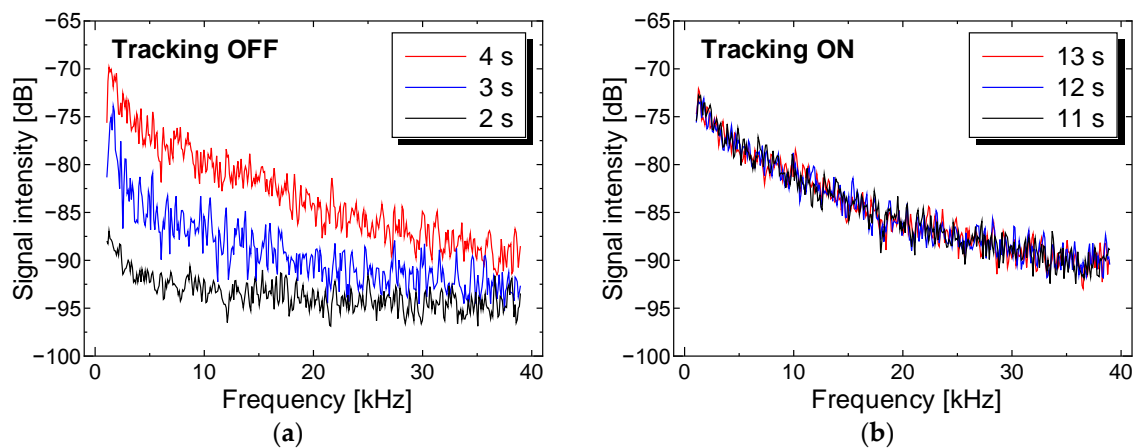 Tracking OFF
4 s
3 s
2 s
Signal intensity [dB]
−65
−70
−75
−80
−85
−90
−95
−100
0
10
20
30
40
Frequency [kHz]
(a)
Tracking ON
13 s
12 s
11 s
Signal intensity [dB]
−65
−70
−75
−80
−85
−90
−95
−100
0
10
20
30
40
Frequency [kHz]
(b)